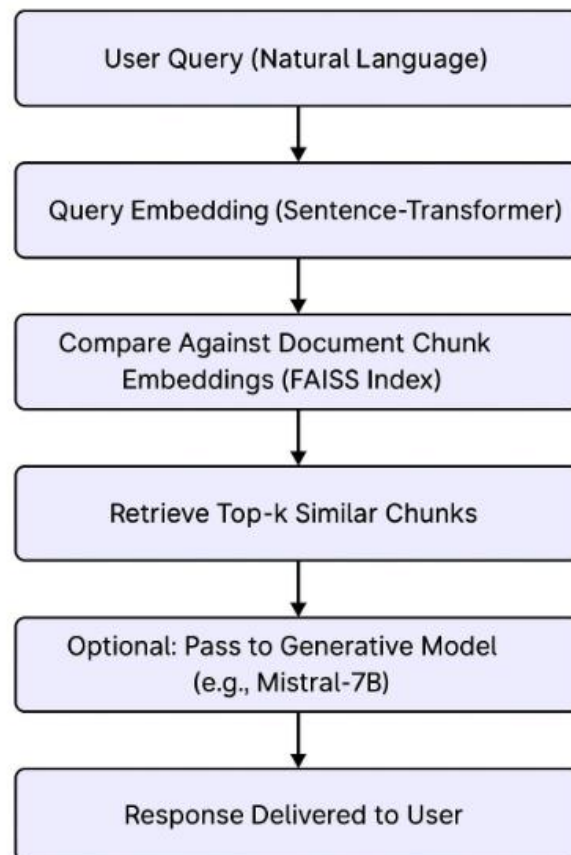 User Query (Natural Language)
Query Embedding (Sentence-Transformer)
Compare Against Document Chunk
Embeddings (FAISS Index)
Retrieve Top-k Similar Chunks
Optional: Pass to Generative Model
(e.g., Mistral-7B)
Response Delivered to User